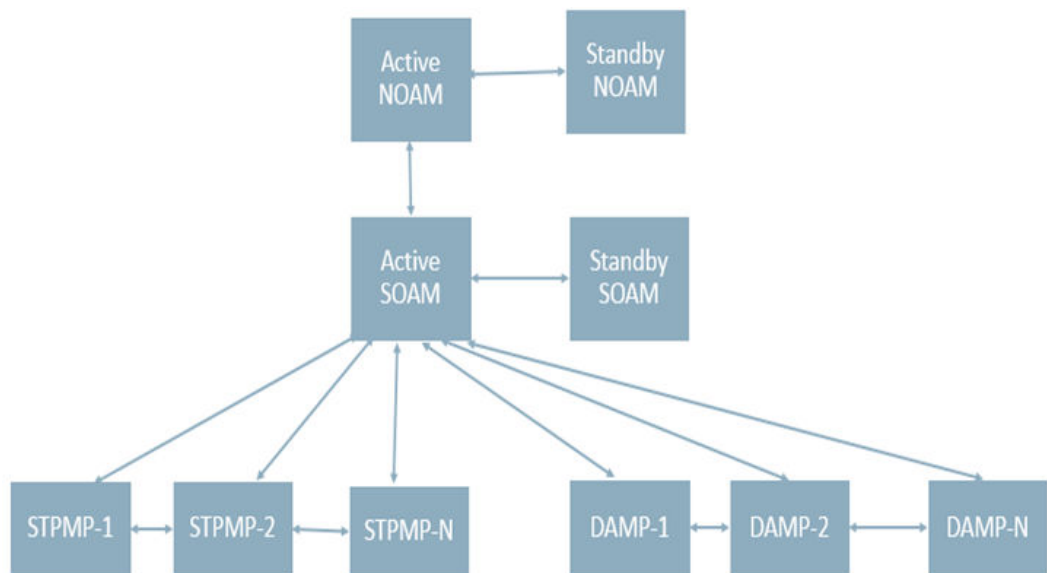 Active
NOAM
Standby
NOAM
Active
SOAM
Standby
SOAM
STPMP-1
STPMP-2
STPMP-N
DAMP-1
DAMP-2
DAMP-N